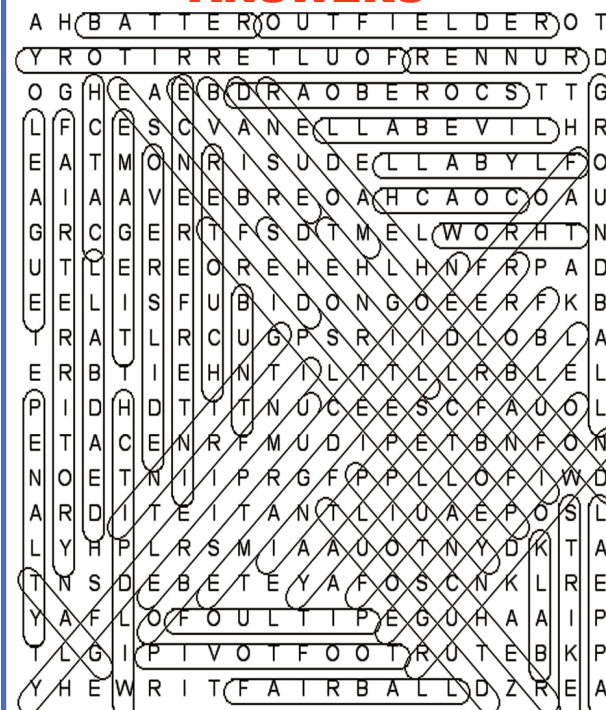 ANSWERS
A H B A T T E R O U T F I E L D E R O T
Y R O T I R R E T L U O F R E N N U R D
O G H E A E B D R A O B E R O C S T T G
L F C E S C V A N E L L A B E V I L H R
E A T M O N R I S U D E L L A B Y L F O
A I A A V E E B R E O A H C A O C O A U
G R C G E R T F S D T M E L W O R H T N
U T L E R E O R E H E H L H N F R P A D
E E L I S F U B I D O N G O E E R F K B
T R A T L R C U G P S R I I D L O B L A
E R B T I E H N T I L T T L L R B L E L
P I D H D T T T N U C E E S C F A U O L
E T A C E N R F M U D I P E T B N F O N
N O E T N I I P R G F P P L L O F I W D
A R D I T E I T A N T L I U A E P O S L
L Y H P L R S M I A A U O T N Y D K T A
T N S D E B E T E Y A F O S C N K L R E
Y A F L O F O U L T I P E G U H A A I P
T L G I P I V O T F O O T R U T E B K P
Y H E W R I T F A I R B A L L D Z R E A